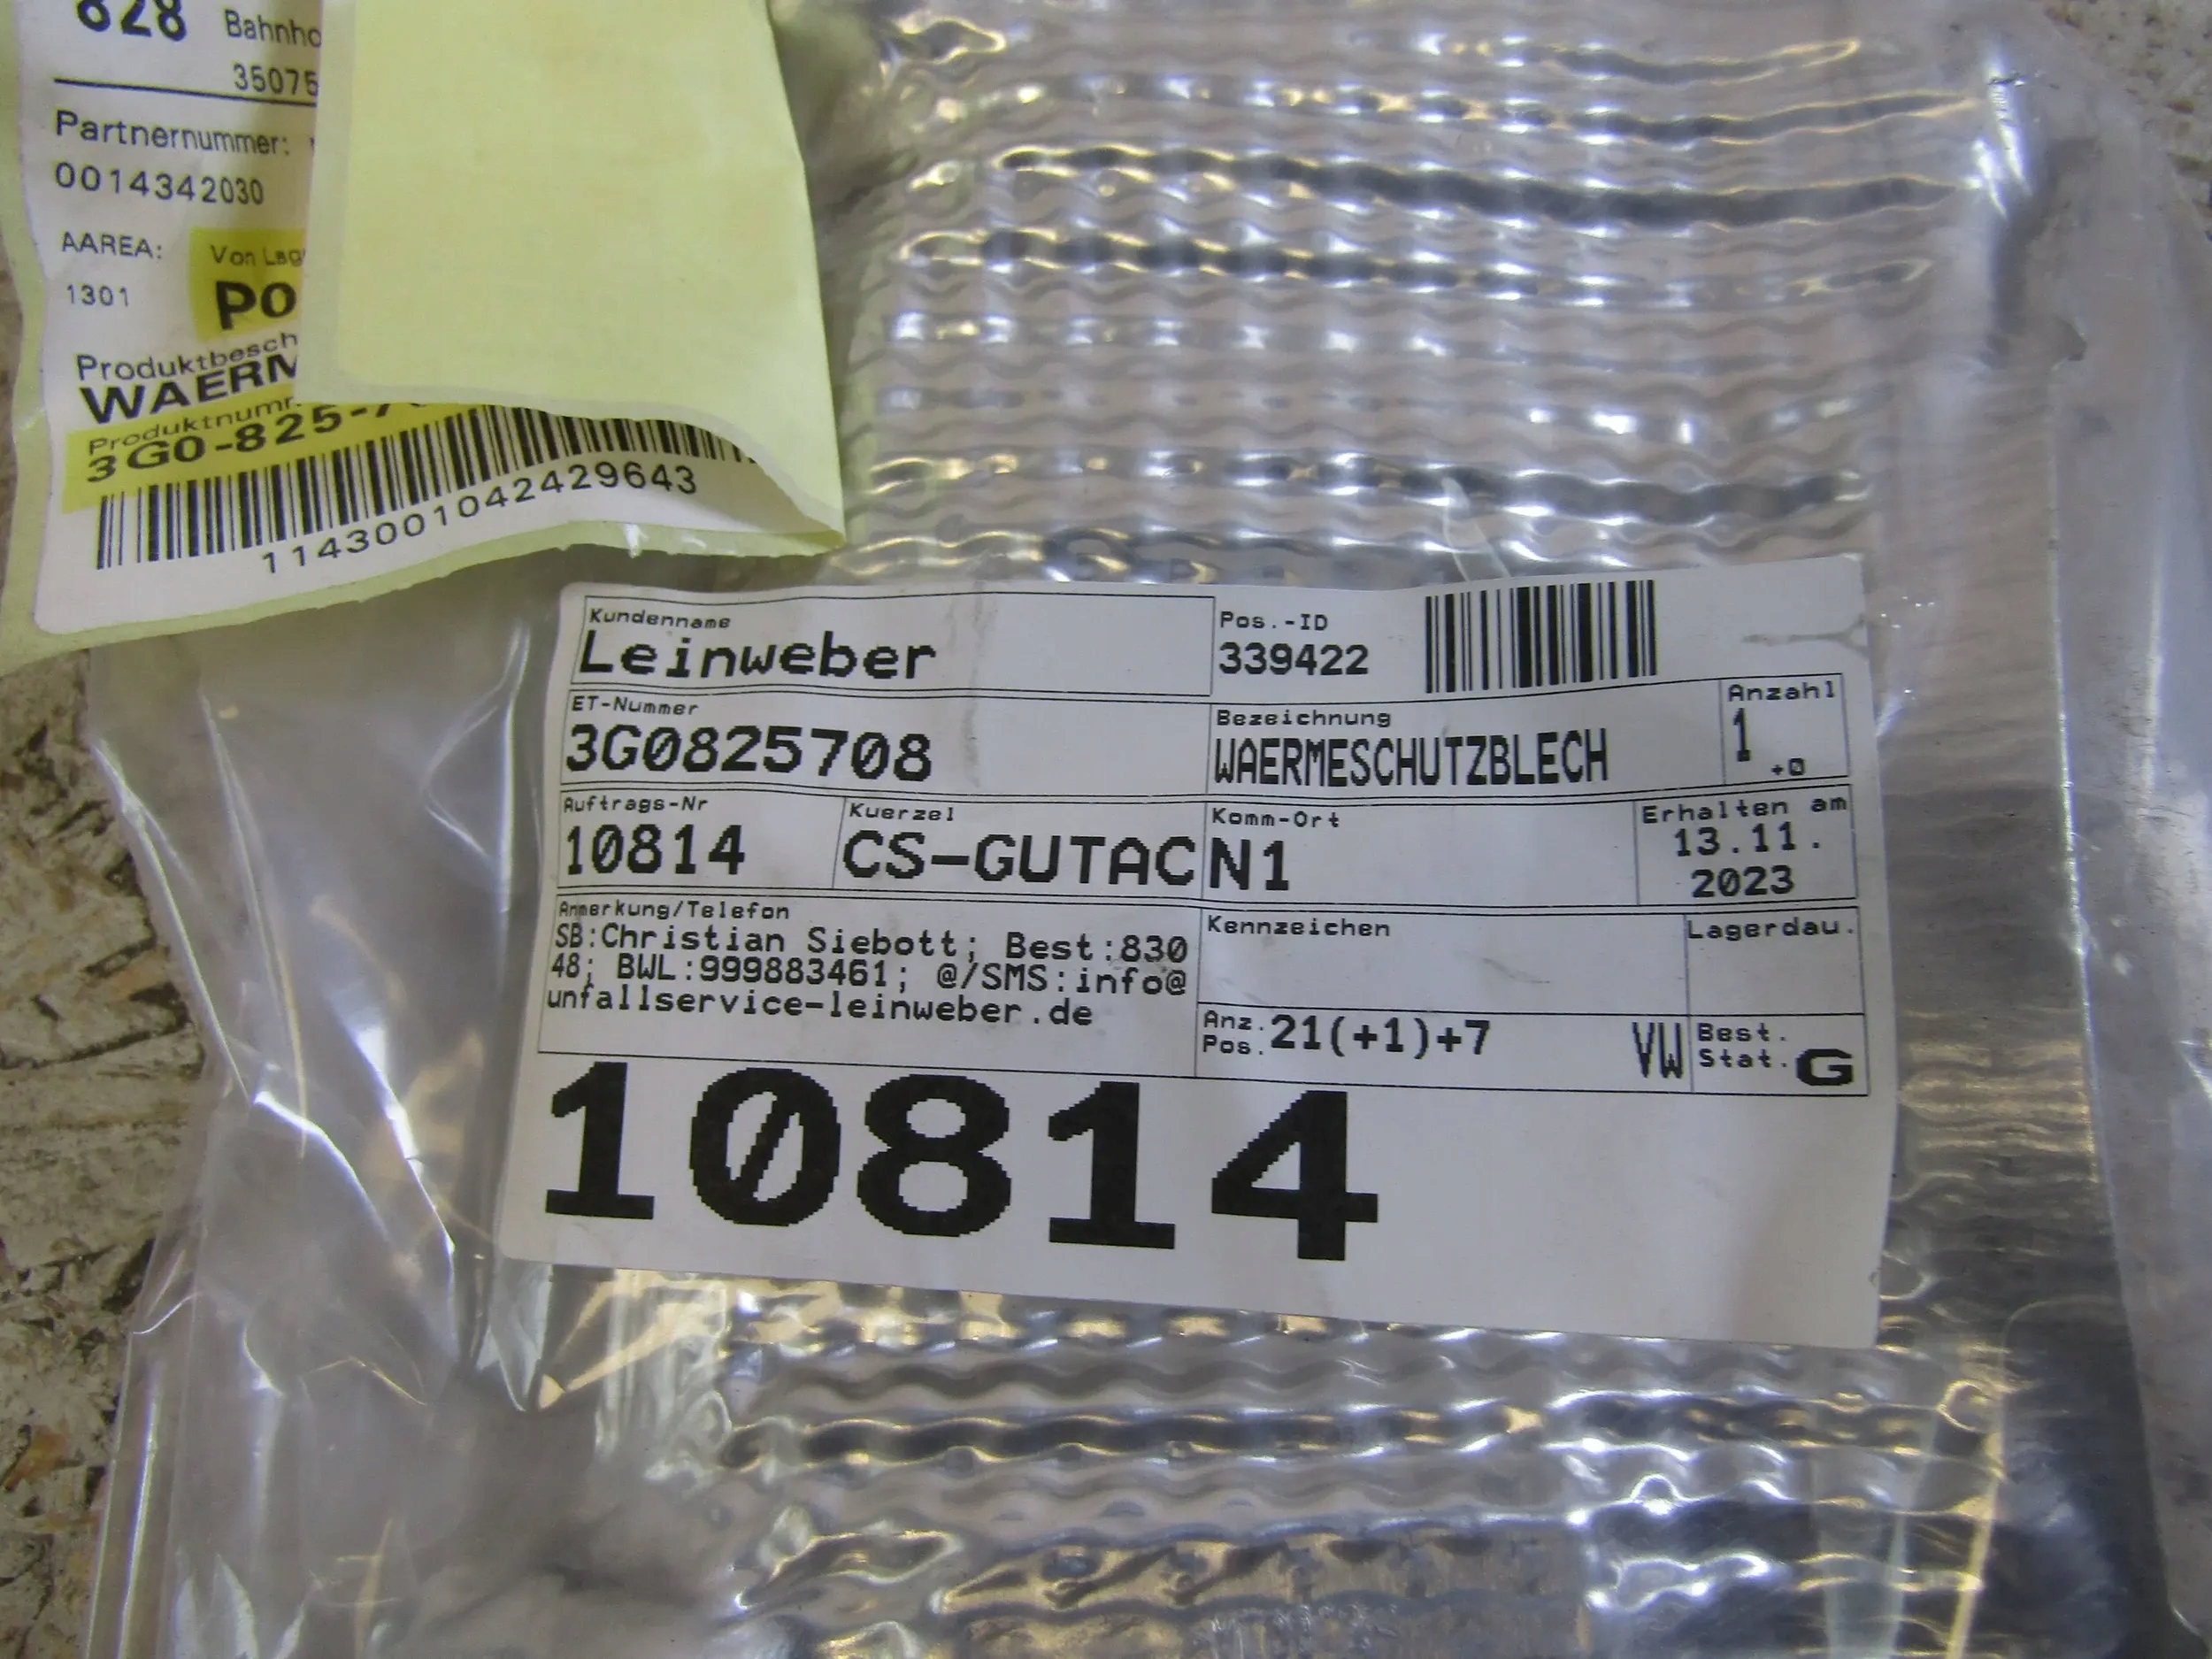 828 Bahnho
35075
Partnernummer:
0014342030
AAREA: Von Lag
1301 PO
Produktbesch
WAERM
Produktnumr.
3G0-825-7
1143001042429643
Kundenname
Leinweber
Pos.-ID
339422
ET-Nummer
3G0825708
Bezeichnung
WAERMESCHUTZBLECH
Anzahl
1 +0
Auftrags-Nr
10814
Kuerzel
CS-GUTAC
Komm-Ort
N1
Erhalten am
13.11.
2023
Anmerkung/Telefon
SB:Christian Siebott; Best:830
48; BWL:999883461; @/SMS:info@
unfallservice-leinweber.de
Kennzeichen
Lagerdau.
Anz.
Pos. 21(+1)+7 VW
Best.
Stat. G
10814